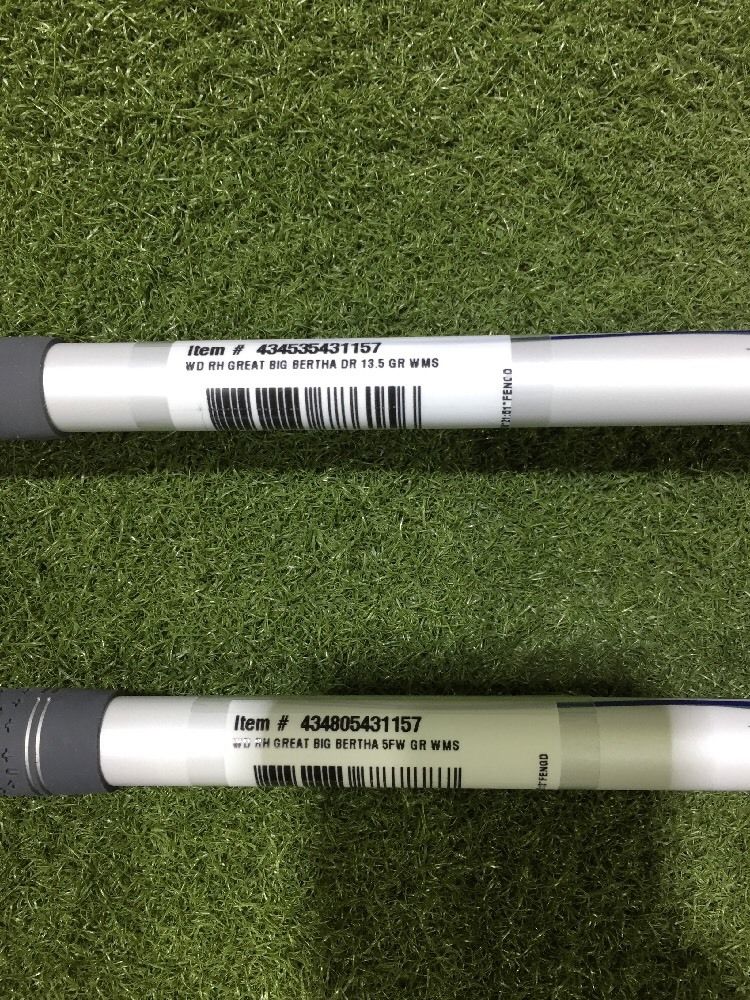 Item # 434535431157
WD RH GREAT BIG BERTHA DR 13.5 GR WMS
Item # 434805431157
WD RH GREAT BIG BERTHA 5FW GR WMS